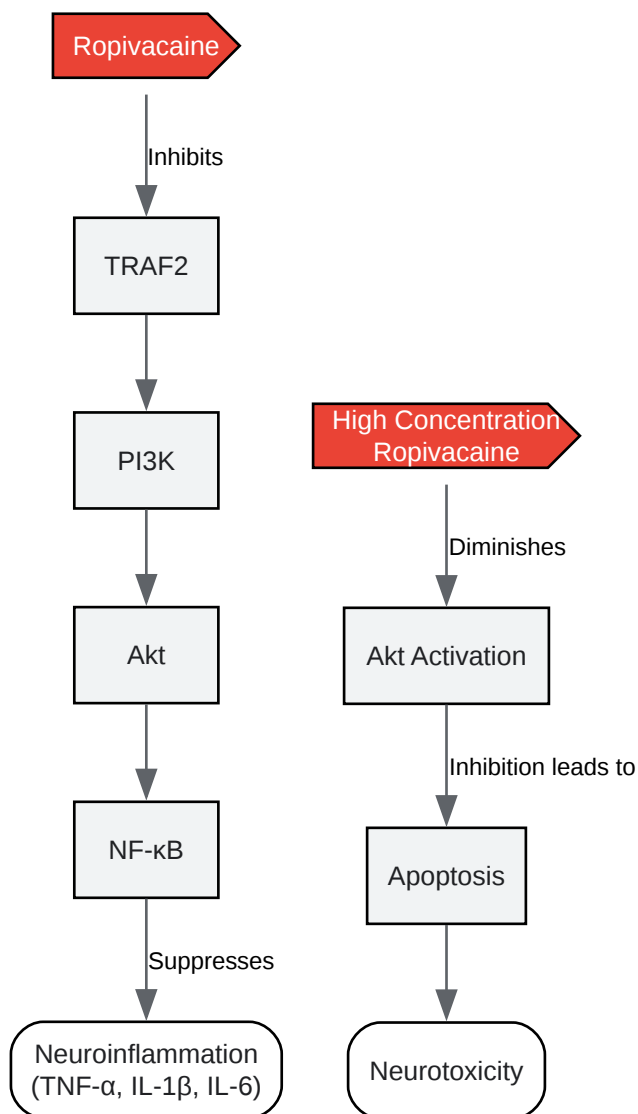 Ropivacaine
Inhibits
TRAF2
PI3K
Akt
NF-κB
Suppresses
Neuroinflammation
(TNF-α, IL-1β, IL-6)
High Concentration
Ropivacaine
Diminishes
Akt Activation
Inhibition leads to
Apoptosis
Neurotoxicity